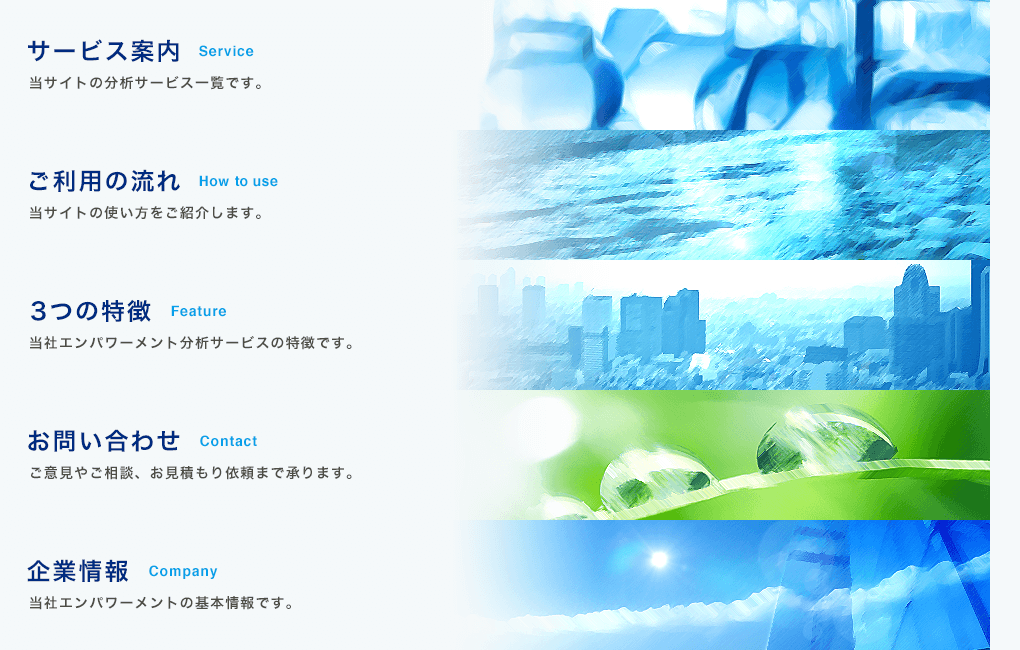 サービス案内 Service
当サイトの分析サービス一覧です。
ご利用の流れ How to use
当サイトの使い方をご紹介します。
３つの特徴 Feature
当社エンパワーメント分析サービスの特徴です。
お問い合わせ Contact
ご意見やご相談、お見積もり依頼まで承ります。
企業情報 Company
当社エンパワーメントの基本情報です。